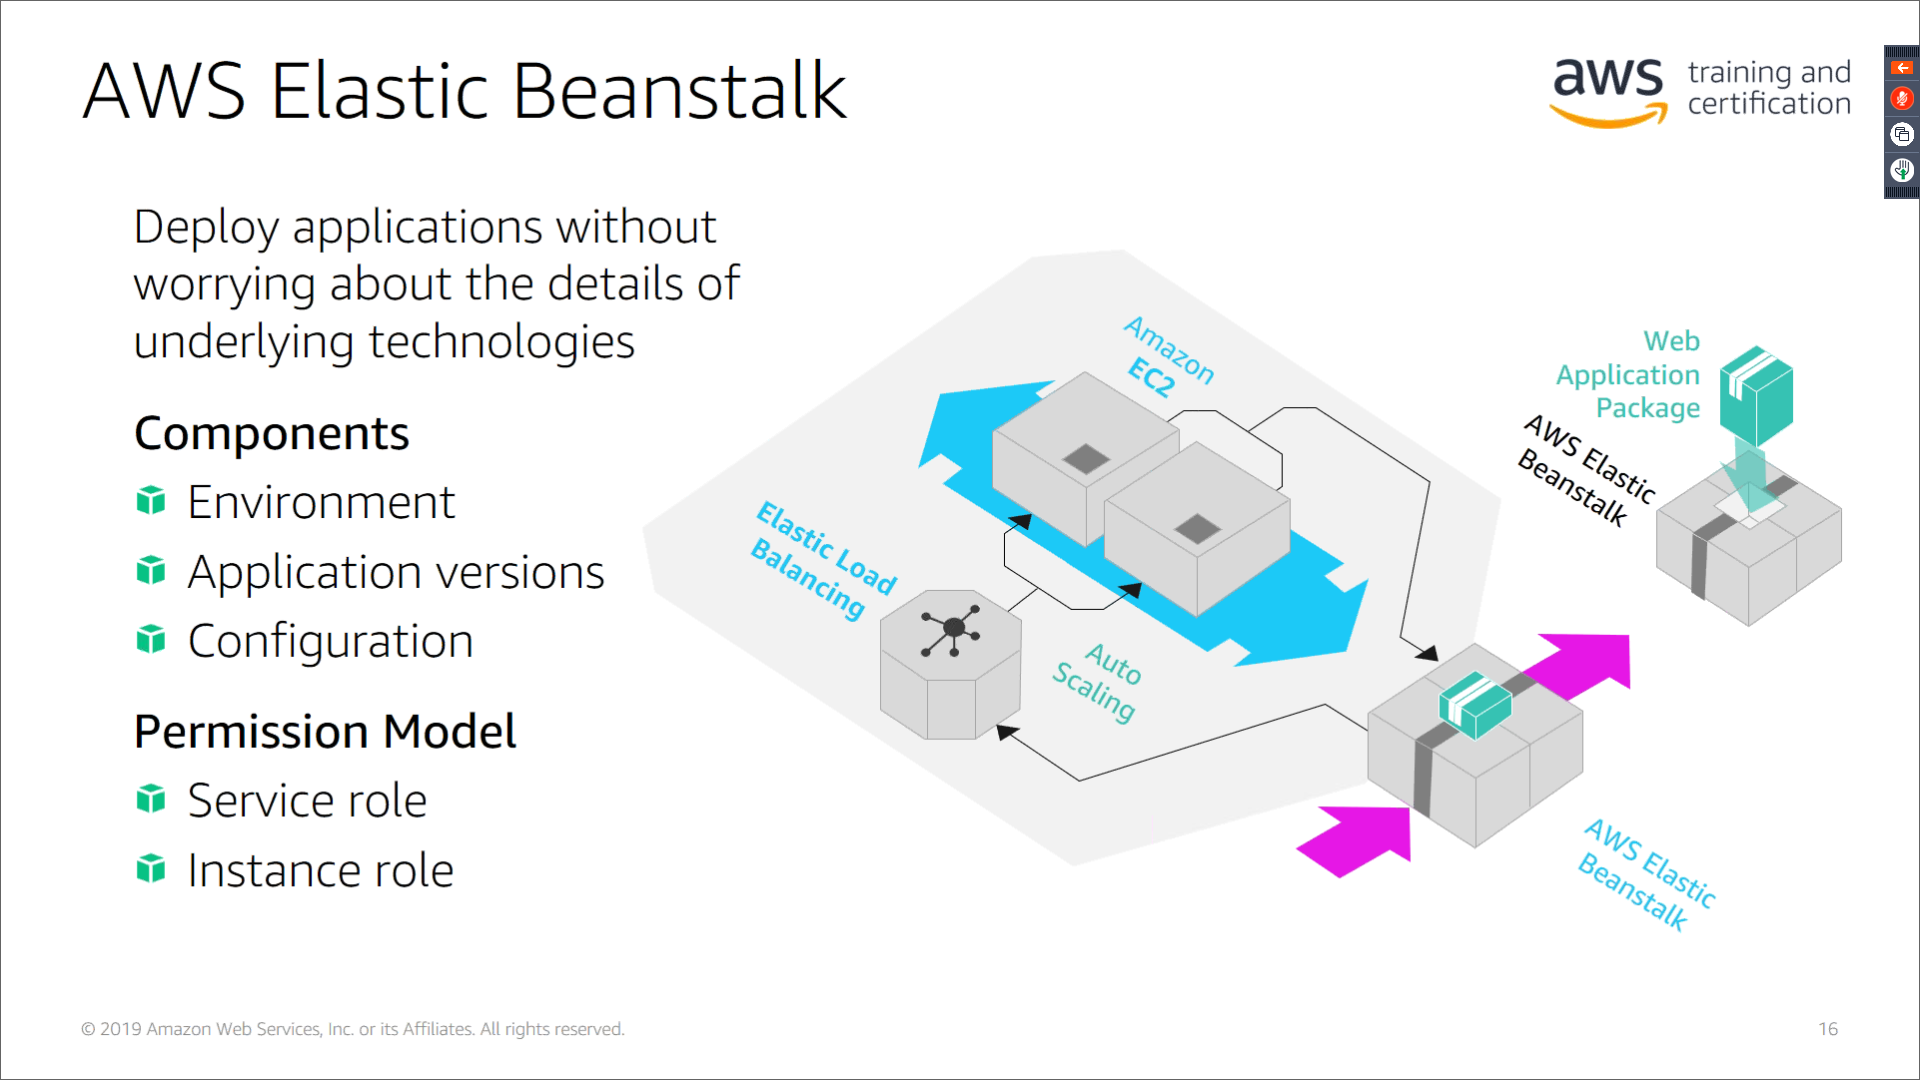 AWS Elastic Beanstalk
aws
training and
certification
Deploy applications without
worrying about the details of
underlying technologies
Components
Environment
Application versions
Configuration
Permission Model
Service role
Instance role
Amazon
EC2
Elastic Load
Balancing
Auto
Scaling
Web
Application
Package
AWS Elastic
Beanstalk
AWS Elastic
Beanstalk
© 2019 Amazon Web Services, Inc. or its Affiliates. All rights reserved.
16